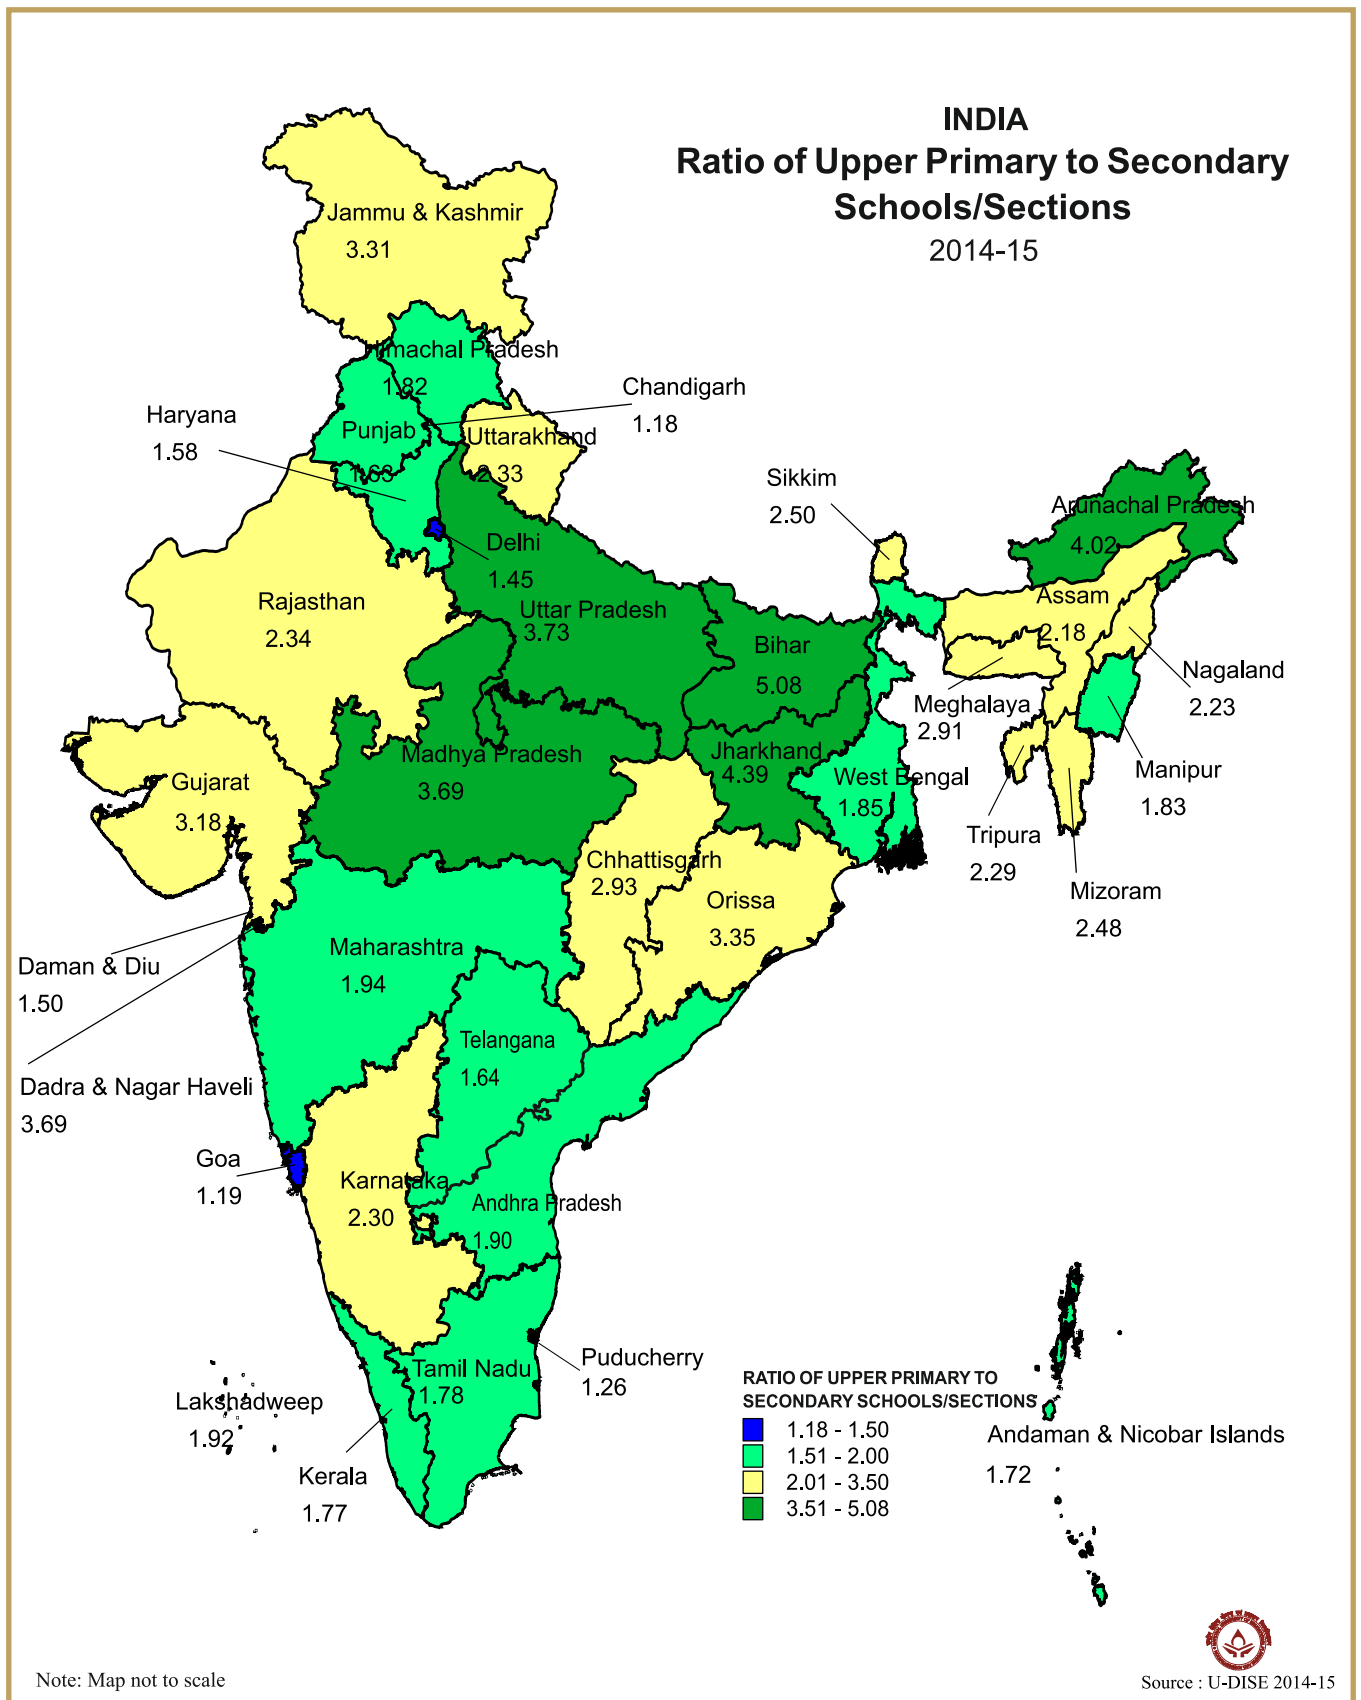 INDIA
Ratio of Upper Primary to Secondary
Schools/Sections
2014-15
Jammu & Kashmir
3.31
Himachal Pradesh
1.82
Chandigarh
1.18
Haryana
1.58
Punjab
1.63
Uttarakhand
2.33
Sikkim
2.50
Arunachal Pradesh
4.02
Delhi
1.45
Rajasthan
2.34
Uttar Pradesh
3.73
Assam
2.18
Bihar
5.08
Nagaland
2.23
Meghalaya
2.91
Madhya Pradesh
3.69
Jharkhand
4.39
Gujarat
3.18
West Bengal
1.85
Manipur
1.83
Tripura
2.29
Chhattisgarh
2.93
Mizoram
2.48
Orissa
3.35
Maharashtra
1.94
Daman & Diu
1.50
Telangana
1.64
Dadra & Nagar Haveli
3.69
Goa
1.19
Karnataka
2.30
Andhra Pradesh
1.90
Puducherry
1.26
Tamil Nadu
1.78
Lakshadweep
1.92
Kerala
1.77
RATIO OF UPPER PRIMARY TO
SECONDARY SCHOOLS/SECTIONS
1.18 - 1.50
1.51 - 2.00
2.01 - 3.50
3.51 - 5.08
Andaman & Nicobar Islands
1.72
Note: Map not to scale
Source : U-DISE 2014-15